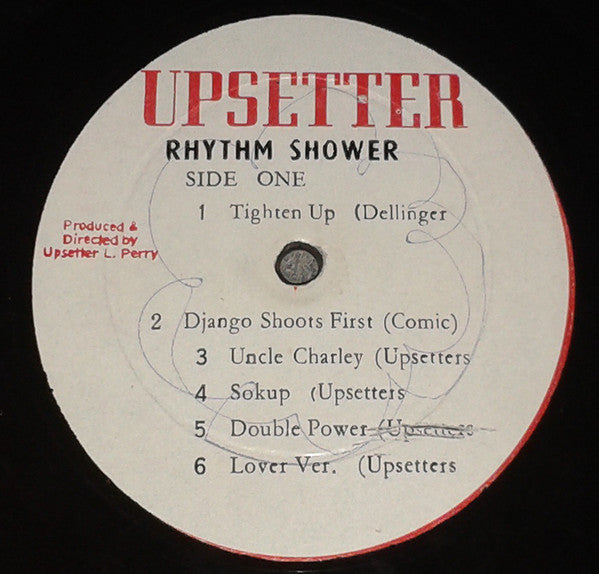 UPSETTER
RHYTHM SHOWER
SIDE ONE
1 Tighten Up (Dellinger
Produced &
Directed by
Upsetter L. Perry
2 Django Shoots First (Comic)
3 Uncle Charley (Upsetters
4 Sokup (Upsetters
5 Double Power (Upsetters
6 Lover Ver. (Upsetters